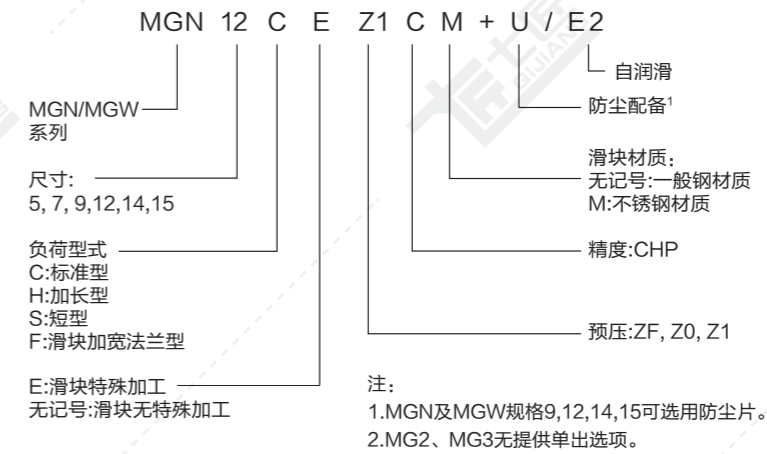 MGN 12 C E Z1 C M + U / E2
MGN/MGW
系列
尺寸:
5, 7, 9,12,14,15
负荷型式
C:标准型
H:加长型
S:短型
F:滑块加宽法兰型
E:滑块特殊加工
无记号:滑块无特殊加工
自润滑
防尘配备¹
滑块材质：
无记号:一般钢材质
M:不锈钢材质
精度:CHP
预压:ZF, Z0, Z1
注：
1.MGN及MGW规格9,12,14,15可选用防尘片。
2.MG2、MG3无提供单出选项。